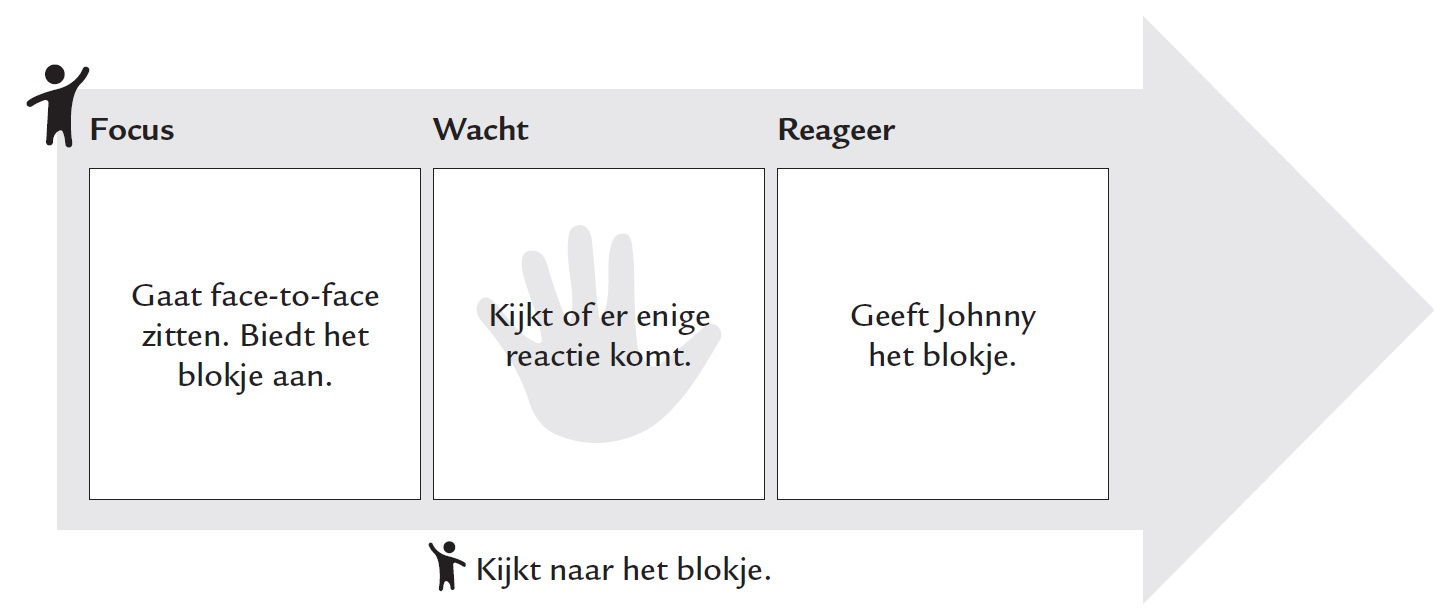 Focus
Wacht
Reageer
Gaat face-to-face
zitten. Biedt het
blokje aan.
Kijkt of er enige
reactie komt.
Geeft Johnny
het blokje.
Kijkt naar het blokje.